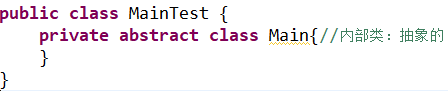 public class MainTest {
    private abstract class Main{//内部类：抽象的
    }
}